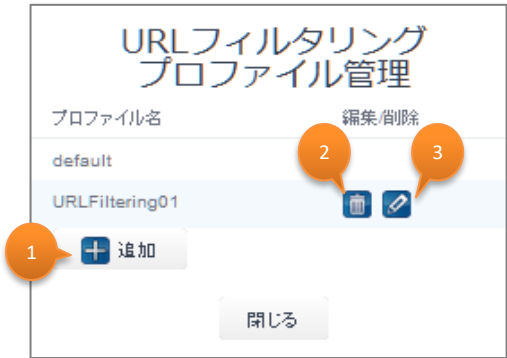 URLフィルタリング
プロファイル管理
プロファイル名 編集/削除
default
2 3
URLFiltering01
1 追加
閉じる